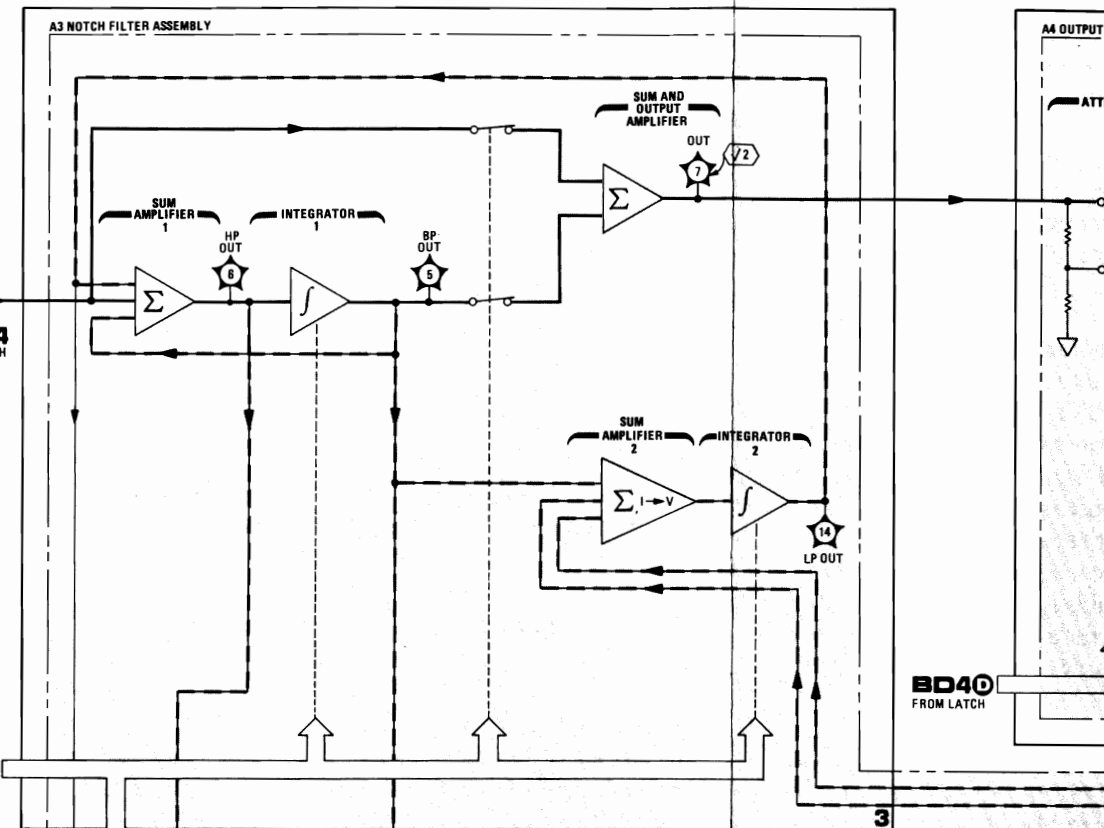 A3 NOTCH FILTER ASSEMBLY
A4 OUTPUT
ATT
SUM AND
OUTPUT
AMPLIFIER
OUT
7
√2
Σ
SUM
AMPLIFIER
1
INTEGRATOR
1
HP
OUT
6
BP
OUT
5
Σ
∫
4
H
SUM
AMPLIFIER
2
INTEGRATOR
2
Σ, I→V
∫
14
LP OUT
BD4D
FROM LATCH
3